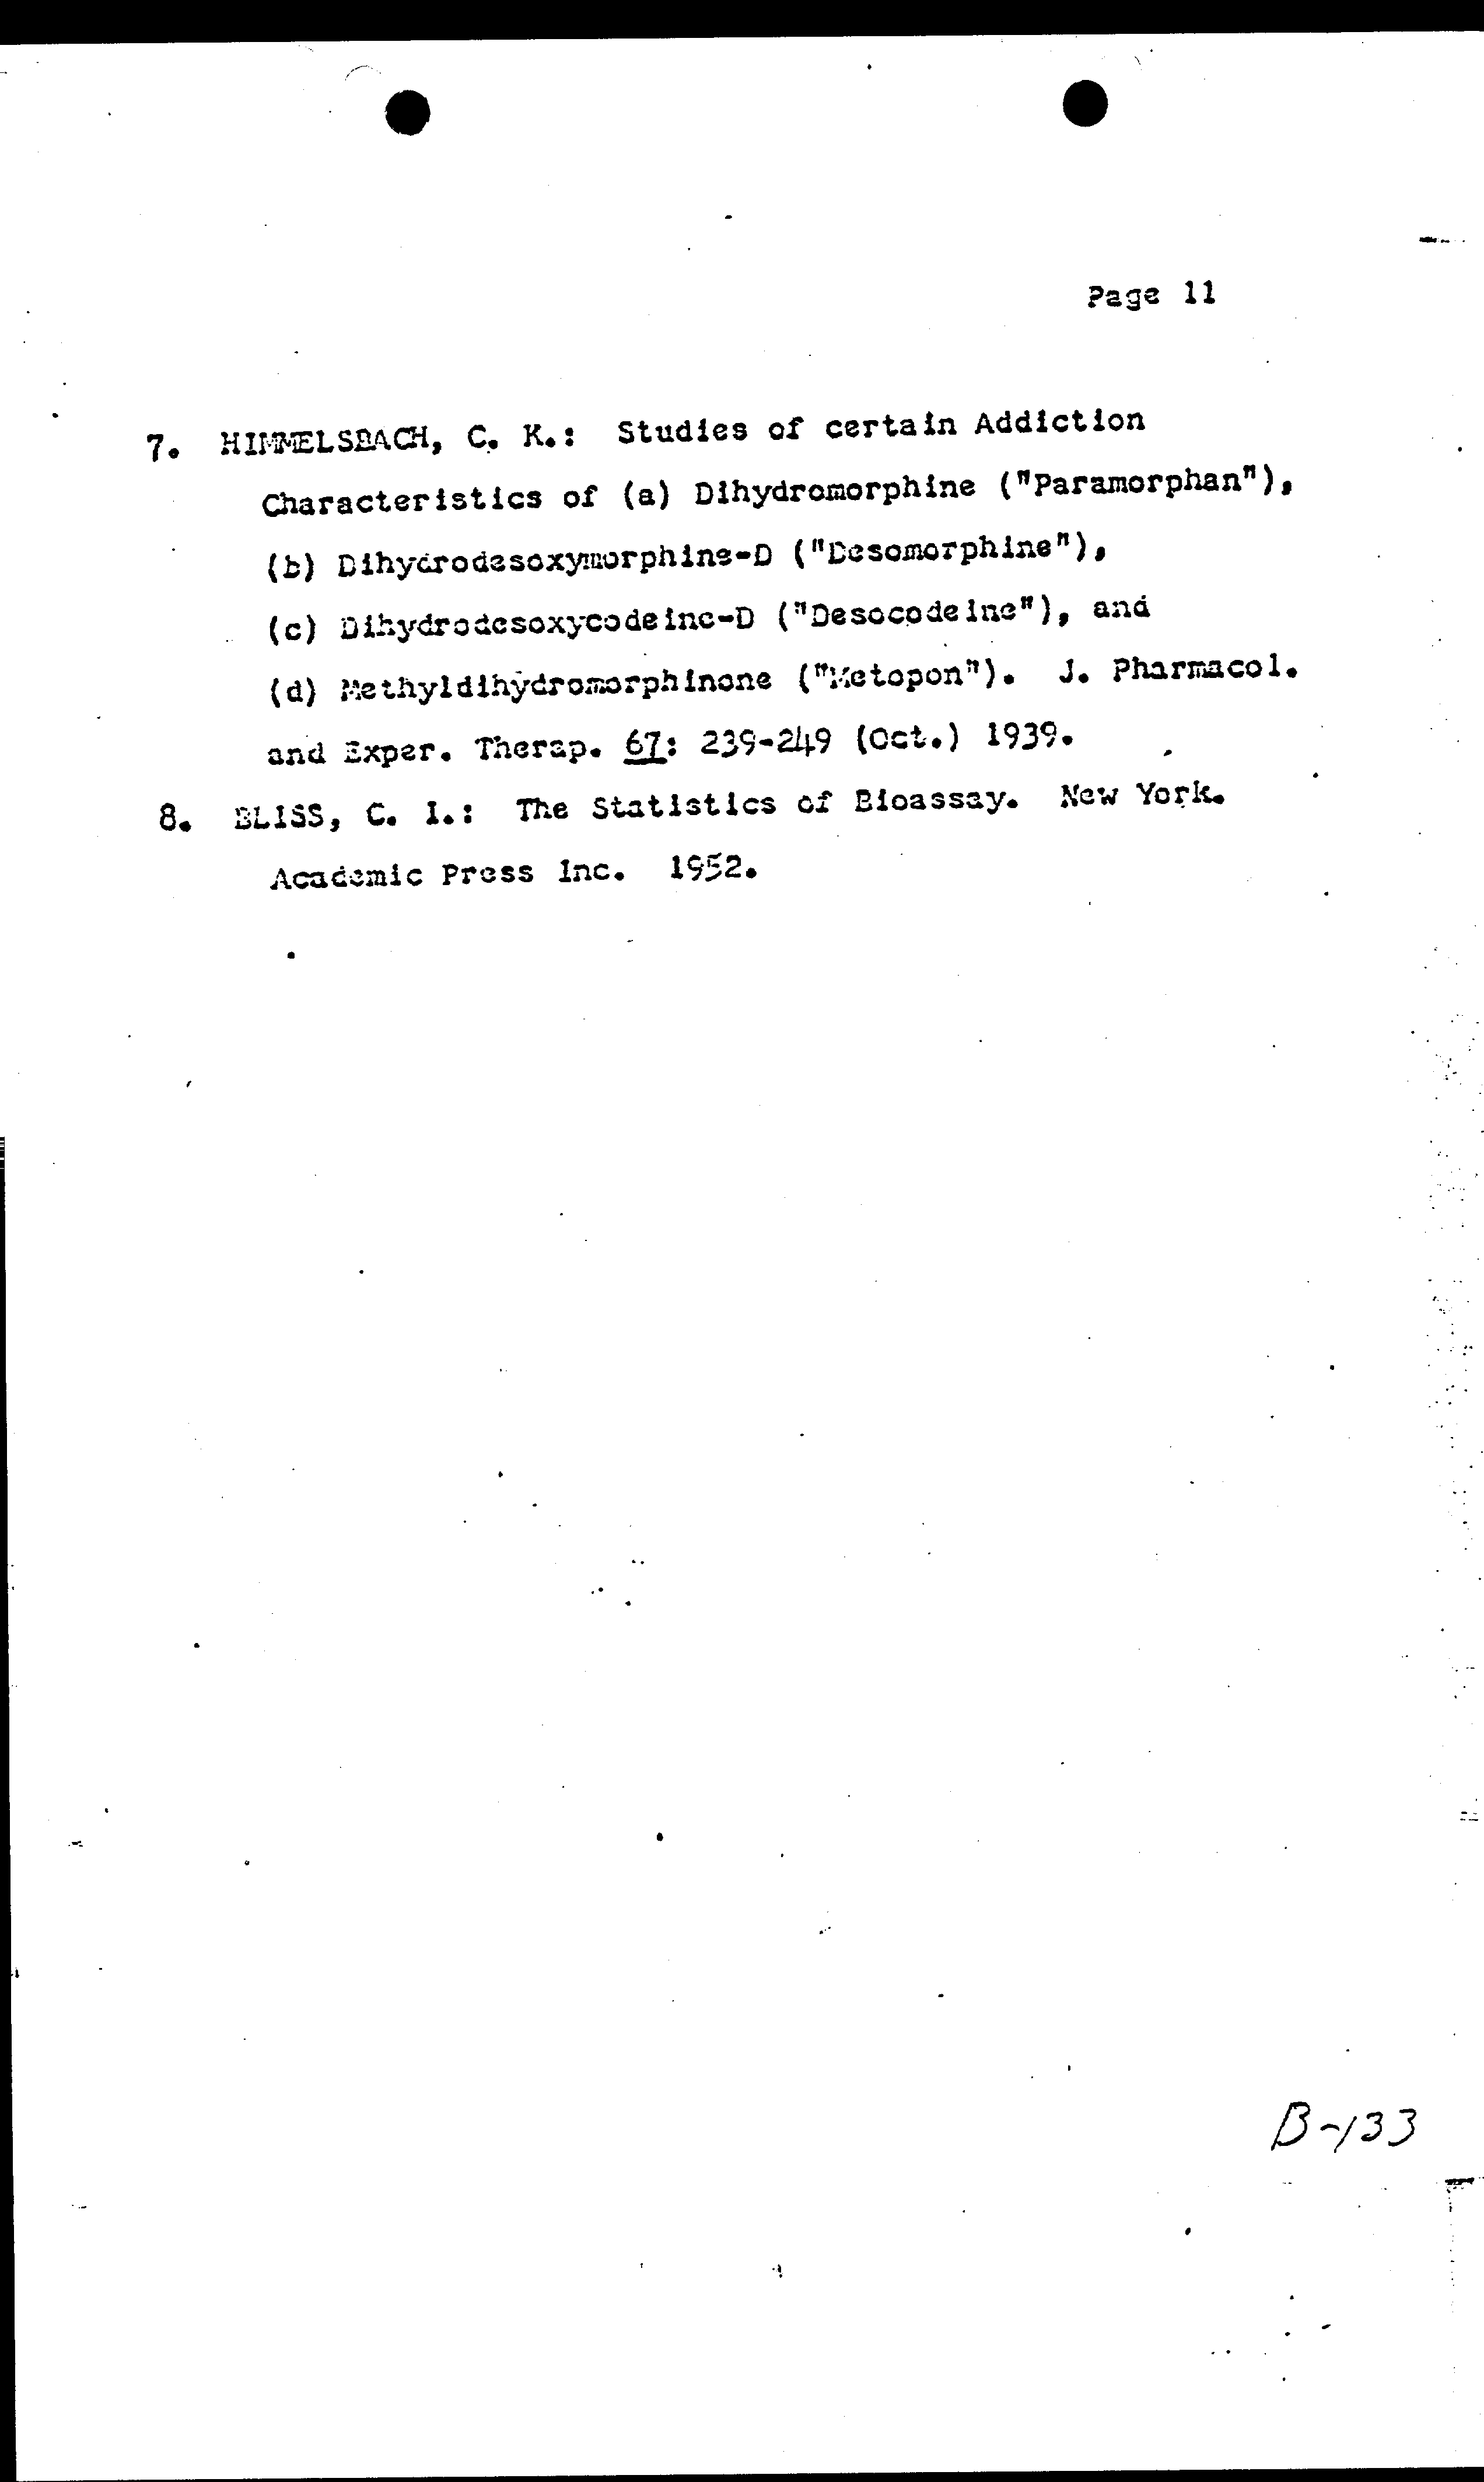 Page 11
7. HIMMELSBACH, C. K.: Studies of certain Addiction
Characteristics of (a) Dihydromorphine ("Paramorphan"),
(b) Dihydrodesoxymorphine-D ("Desomorphine"),
(c) Dihydrodesoxycodeine-D ("Desocodeine"), and
(d) Methyldihydromorphinone ("Metopon"). J. Pharmacol.
and Exper. Therap. 67: 239-249 (Oct.) 1939.
8. BLISS, C. I.: The Statistics of Bioassay. New York.
Academic Press Inc. 1952.
B-133